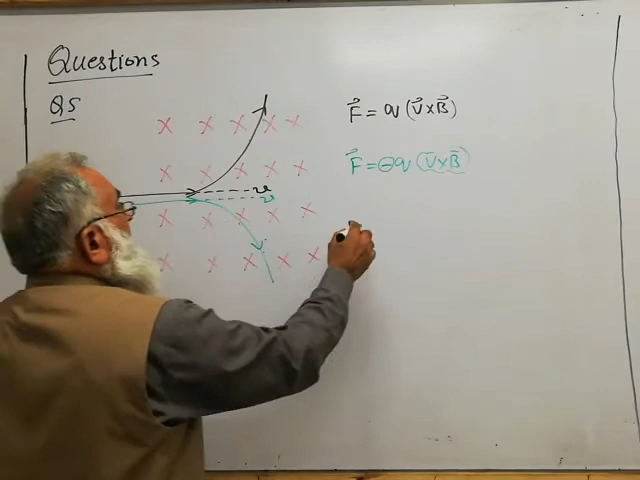 Questions
Q5
x x x x x
F⃗ = q (V⃗ x B⃗)
x x x x x
F⃗ = ⊖q (V⃗ x B⃗)
v
v
x x x x x
x x x x x